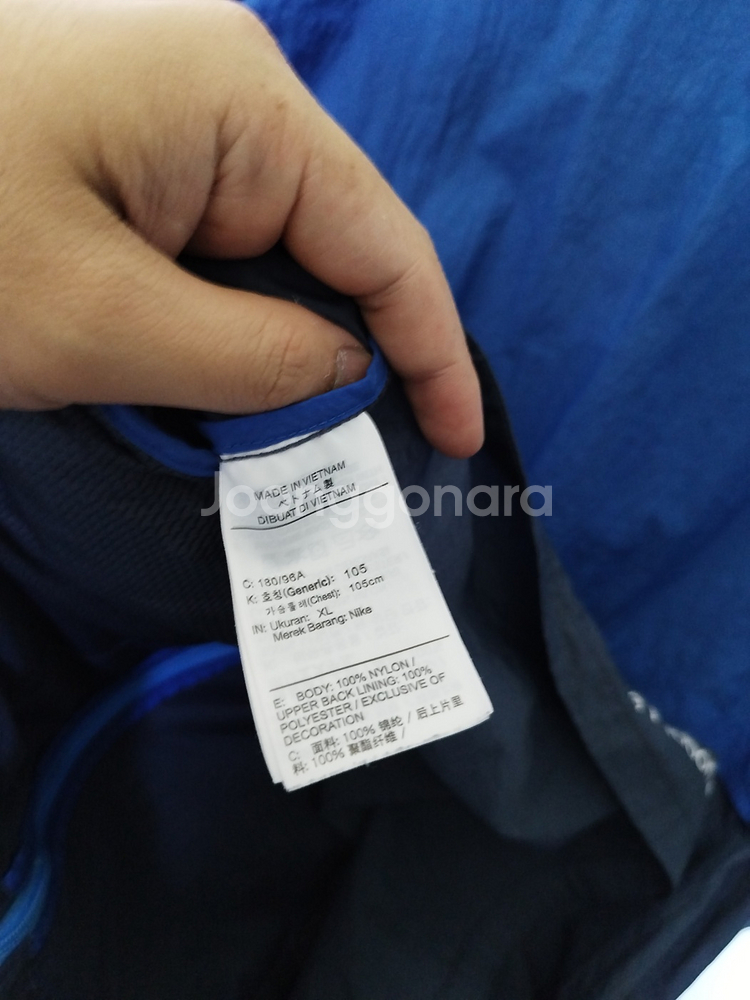 MADE IN VIETNAM
ベトナム製
DIBUAT DI VIETNAM
C: 180/96A
K: 호칭(Generic): 105
가슴둘레(Chest): 105cm
IN: Ukuran: XL
Merek Barang: Nike
E: BODY: 100% NYLON /
UPPER BACK LINING: 100%
POLYESTER / EXCLUSIVE OF
DECORATION
C: 面料: 100% 锦纶 / 后上片里
料: 100% 聚酯纤维 /